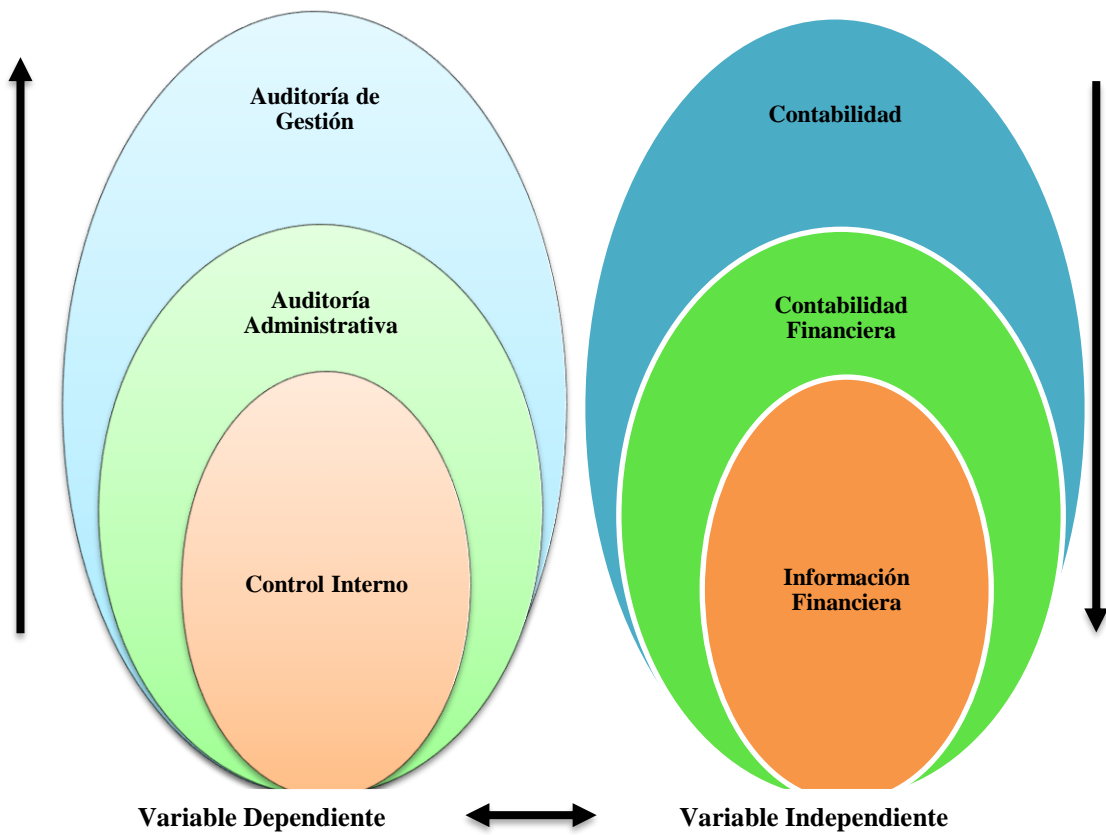 Auditoría de
Gestión
Auditoría
Administrativa
Control Interno
Variable Dependiente
Contabilidad
Contabilidad
Financiera
Información
Financiera
Variable Independiente